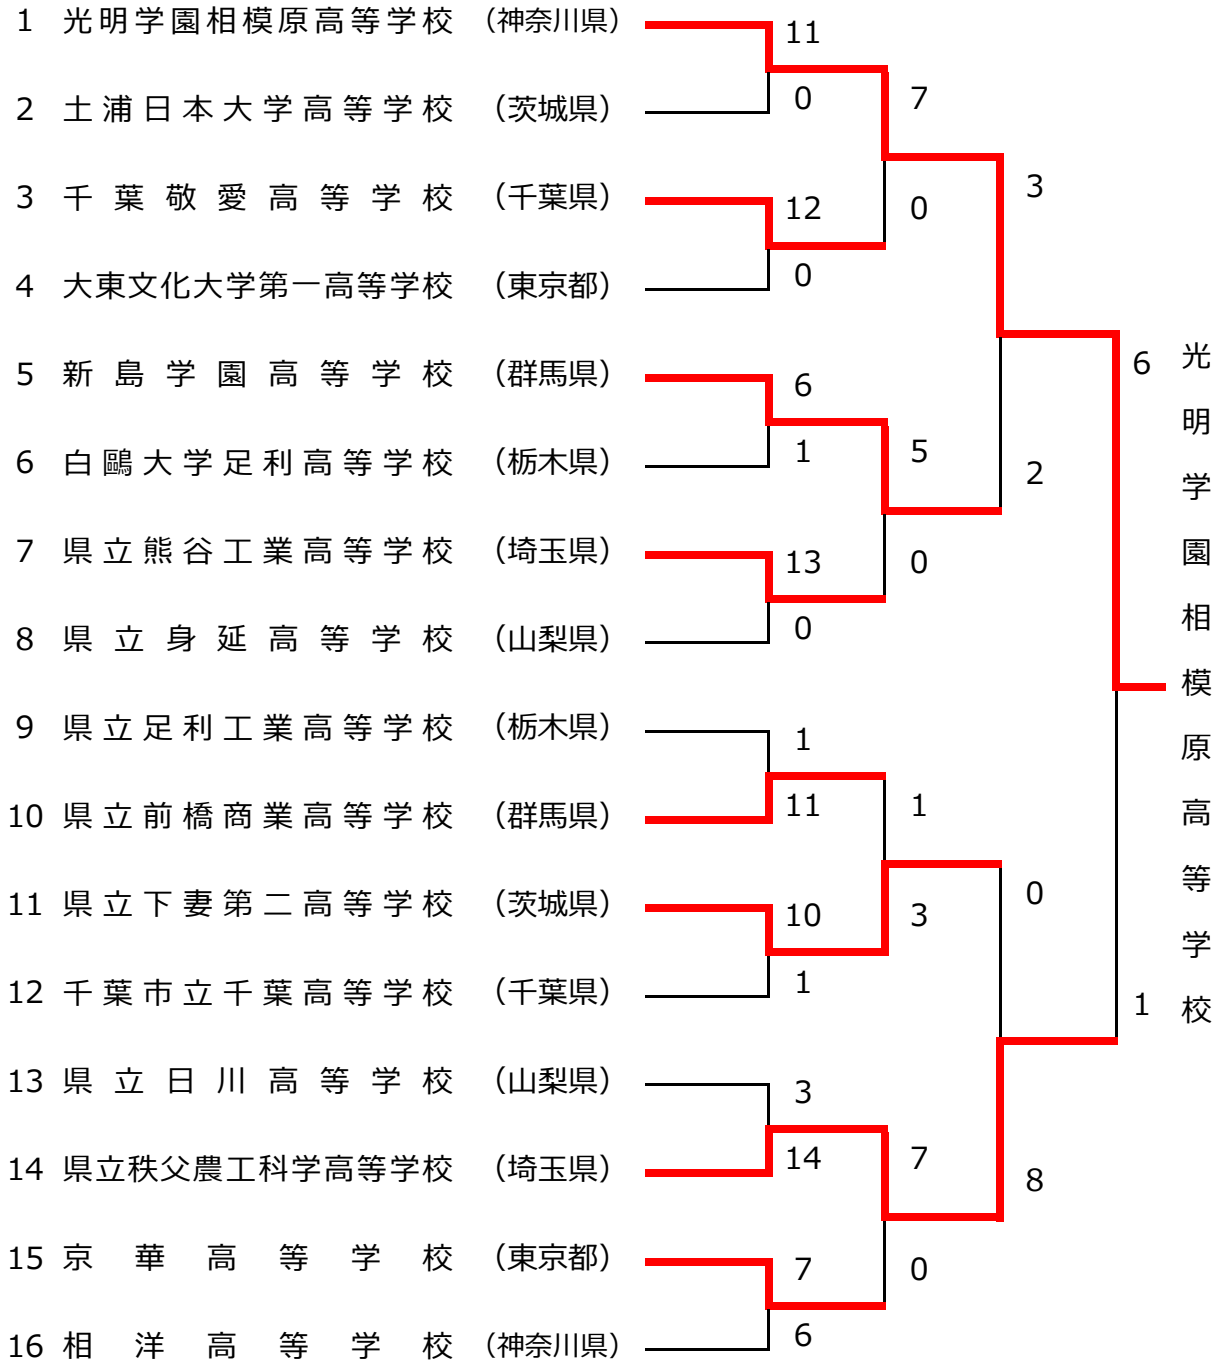 1 光明学園相模原高等学校 （神奈川県） 11
2 土浦日本大学高等学校 （茨城県） 0 7
3 千葉敬愛高等学校 （千葉県） 12 0 3
4 大東文化大学第一高等学校 （東京都） 0
5 新島学園高等学校 （群馬県） 6 6
6 白鷗大学足利高等学校 （栃木県） 1 5 2
7 県立熊谷工業高等学校 （埼玉県） 13 0
8 県立身延高等学校 （山梨県） 0
9 県立足利工業高等学校 （栃木県） 1
10 県立前橋商業高等学校 （群馬県） 11 1
11 県立下妻第二高等学校 （茨城県） 10 3 0
12 千葉市立千葉高等学校 （千葉県） 1 1
13 県立日川高等学校 （山梨県） 3
14 県立秩父農工科学高等学校 （埼玉県） 14 7 8
15 京華高等学校 （東京都） 7 0
16 相洋高等学校 （神奈川県） 6
光明学園相模原高等学校